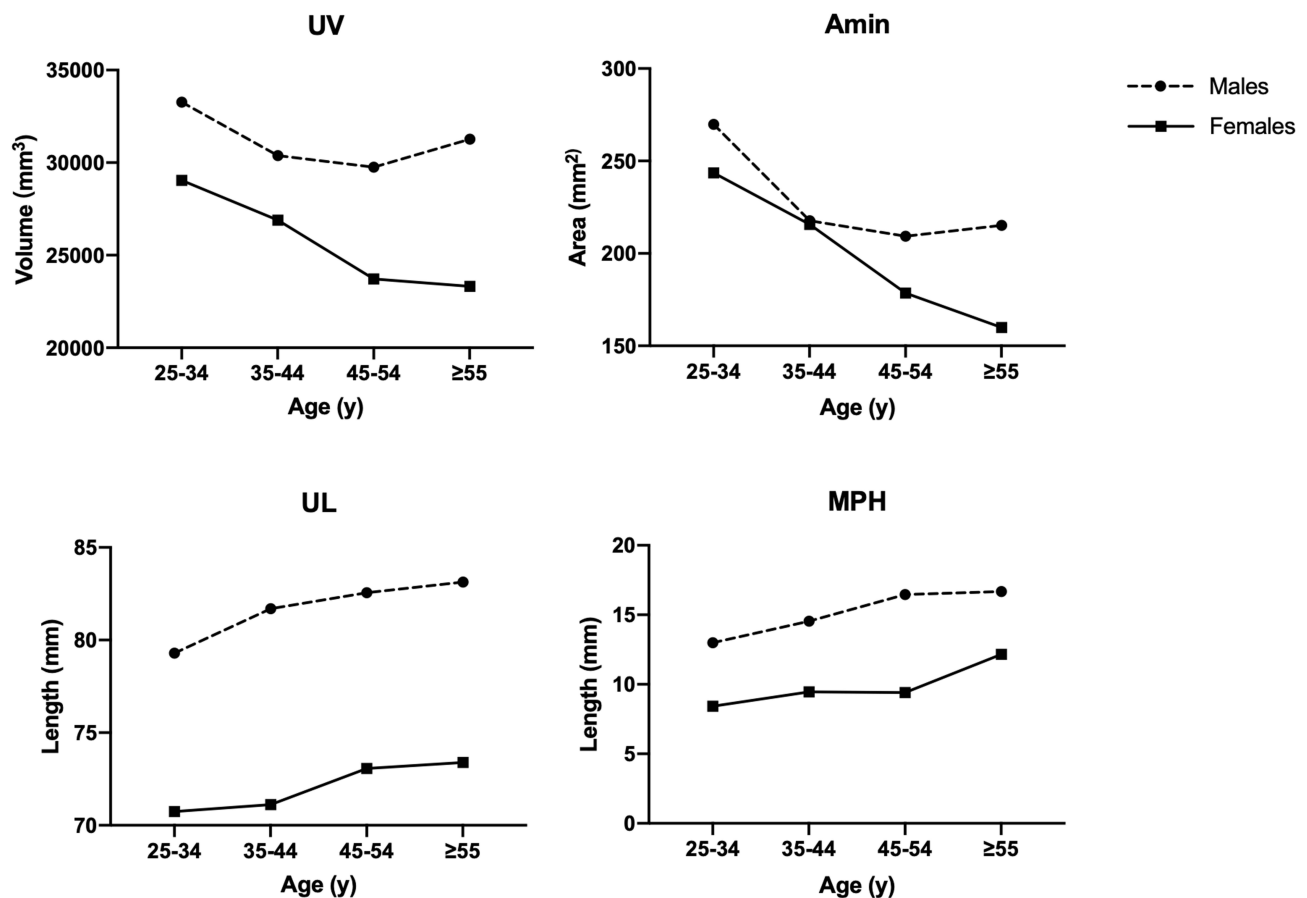 UV
Volume (mm³)
35000
30000
25000
20000
25-34 35-44 45-54 ≥55
Age (y)
Amin
Area (mm²)
300
250
200
150
25-34 35-44 45-54 ≥55
Age (y)
Males
Females
UL
Length (mm)
85
80
75
70
25-34 35-44 45-54 ≥55
Age (y)
MPH
Length (mm)
20
15
10
5
0
25-34 35-44 45-54 ≥55
Age (y)